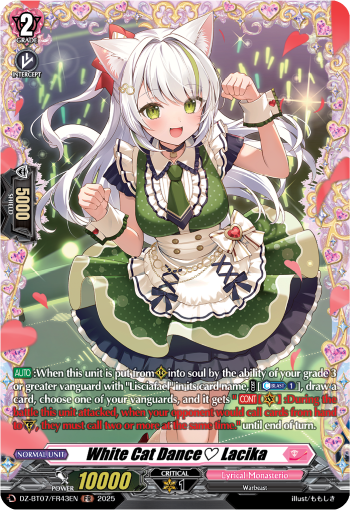 2
GRADE
INTERCEPT
5000
SHIELD
AUTO :When this unit is put from into soul by the ability of your grade 3
or greater vanguard with "Lisciafael" in its card name, [ BLAST 1 ], draw a
card, choose one of your vanguards, and it gets " CONT :During the
battle this unit attacked, when your opponent would call cards from hand
to , they must call two or more at the same time." until end of turn.
NORMAL UNIT
White Cat Dance♡ Lacika
POWER 10000
CRITICAL
1
Cyrical Monasterio
Warbeast
DZ-BT07/FR43EN FR 2025
illust/ももしき